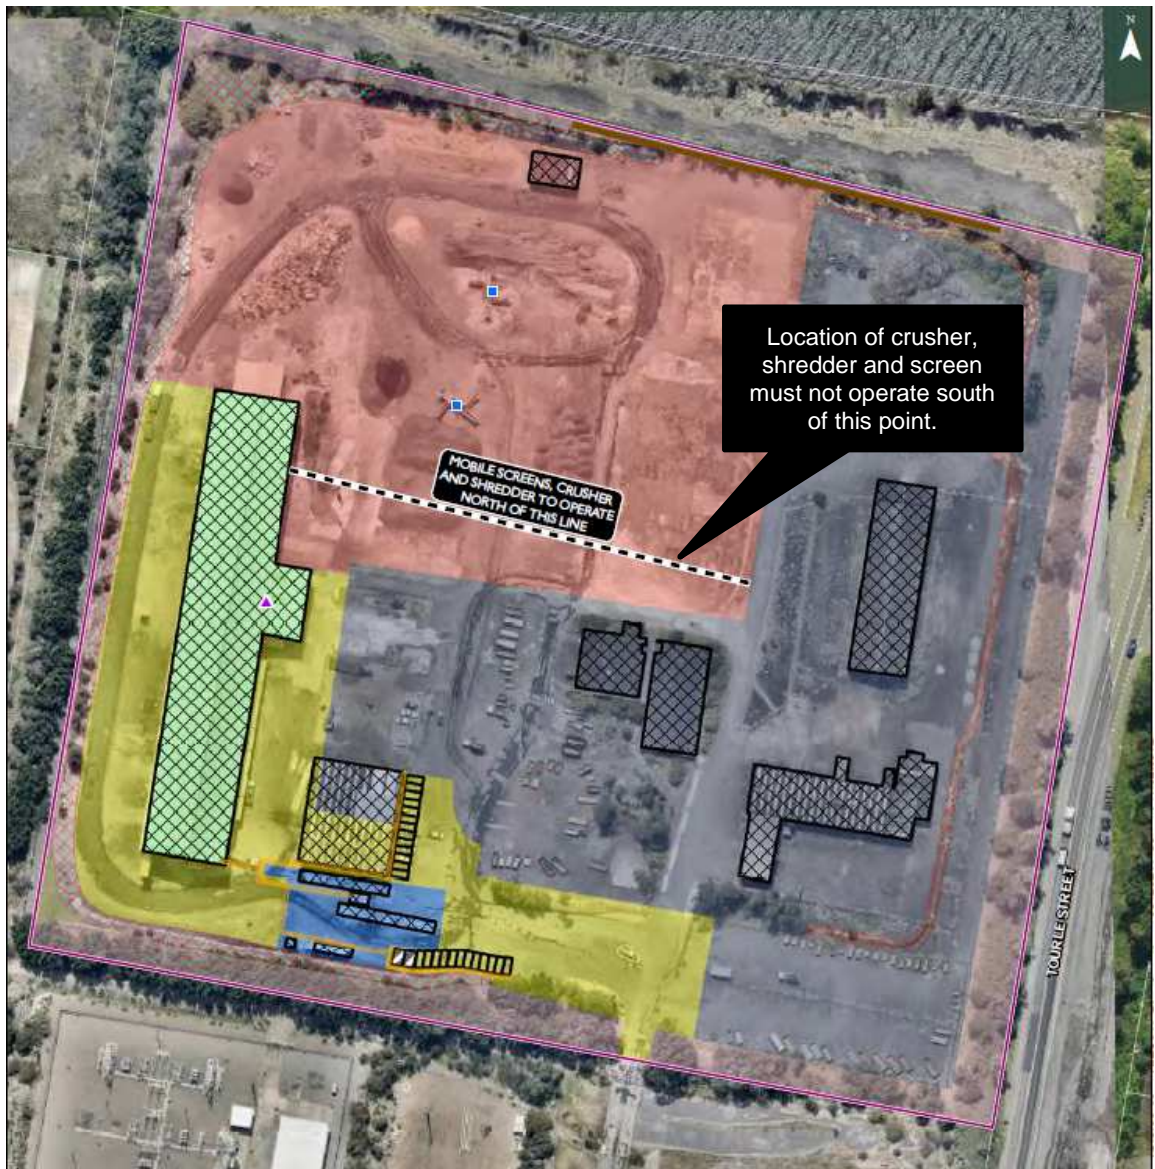 N
Location of crusher,
shredder and screen
must not operate south
of this point.
MOBILE SCREENS, CRUSHER
AND SHREDDER TO OPERATE
NORTH OF THIS LINE
TOURLE STREET